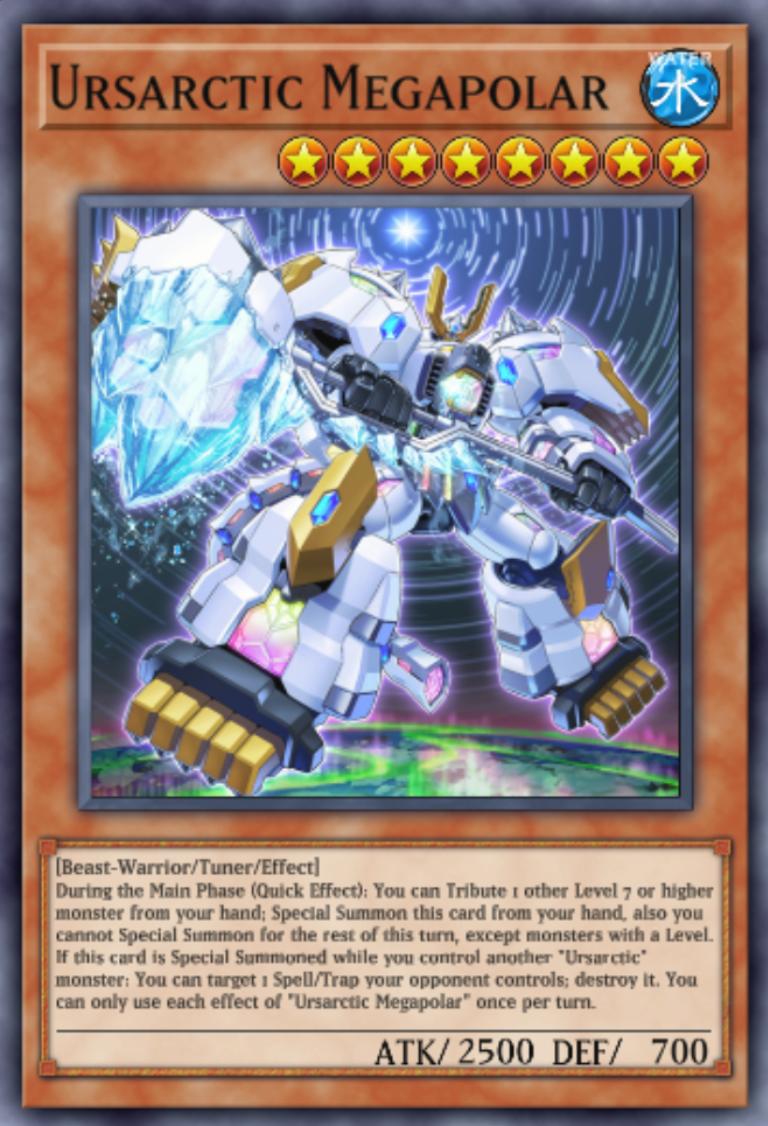 URSARCTIC MEGAPOLAR
WATER
水
[Beast-Warrior/Tuner/Effect]
During the Main Phase (Quick Effect): You can Tribute 1 other Level 7 or higher
monster from your hand; Special Summon this card from your hand, also you
cannot Special Summon for the rest of this turn, except monsters with a Level.
If this card is Special Summoned while you control another "Ursarctic"
monster: You can target 1 Spell/Trap your opponent controls; destroy it. You
can only use each effect of "Ursarctic Megapolar" once per turn.
ATK/ 2500 DEF/ 700